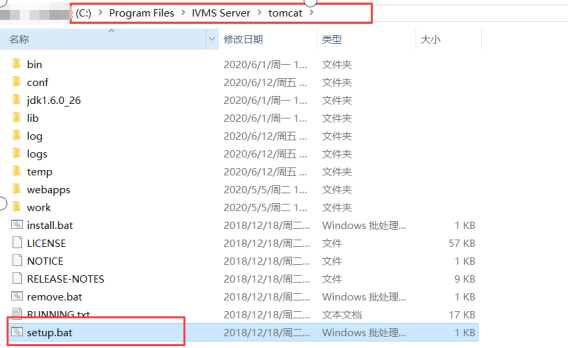 (C:) > Program Files > IVMS Server > tomcat >
名称 修改日期 类型 大小
bin 2020/6/1/周一 1... 文件夹
conf 2020/6/12/周五 ... 文件夹
jdk1.6.0_26 2020/6/1/周一 1... 文件夹
lib 2020/6/1/周一 1... 文件夹
log 2020/6/12/周五 ... 文件夹
logs 2020/6/12/周五 ... 文件夹
temp 2020/6/12/周五 ... 文件夹
webapps 2020/5/5/周二 1... 文件夹
work 2020/5/5/周二 1... 文件夹
install.bat 2018/12/18/周二... Windows 批处理... 1 KB
LICENSE 2018/12/18/周二... 文件 57 KB
NOTICE 2018/12/18/周二... 文件 1 KB
RELEASE-NOTES 2018/12/18/周二... 文件 9 KB
remove.bat 2018/12/18/周二... Windows 批处理... 1 KB
RUNNING.txt 2018/12/18/周二... 文本文档 17 KB
setup.bat 2018/12/18/周二... Windows 批处理... 1 KB